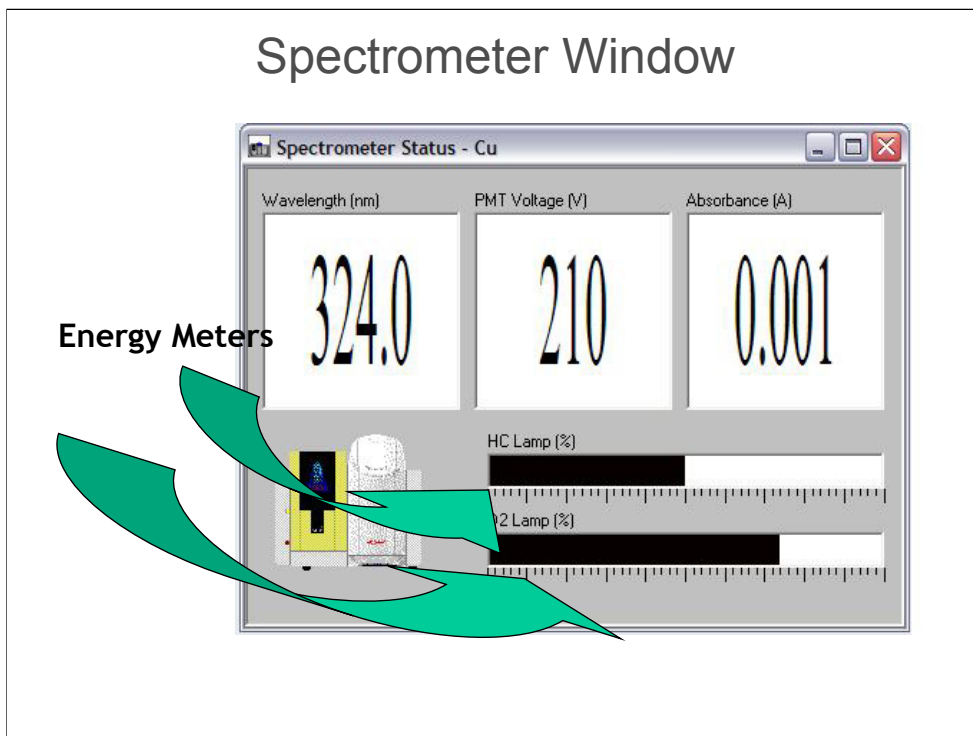 Spectrometer Window
Spectrometer Status - Cu
Wavelength (nm) PMT Voltage (V) Absorbance (A)
324.0 210 0.001
Energy Meters
HC Lamp (%)
D2 Lamp (%)